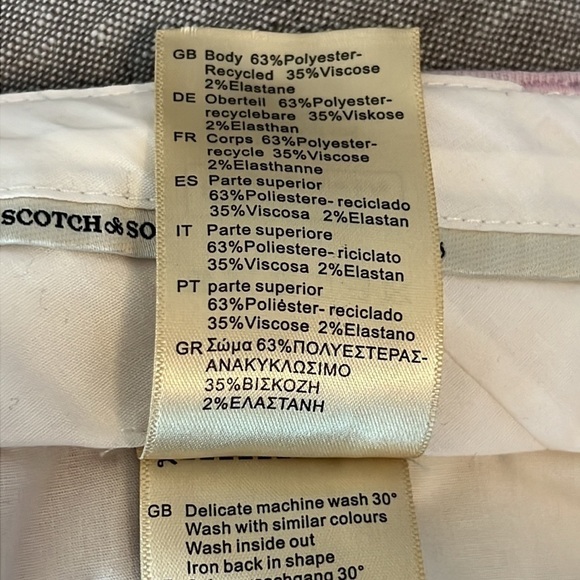 GB Body 63%Polyester-
Recycled 35%Viscose
2%Elastane
DE Oberteil 63%Polyester-
recyclebare 35%Viskose
2%Elasthan
FR Corps 63%Polyester-
recycle 35%Viscose
2%Elasthanne
ES Parte superior
63%Poliestere- reciclado
35%Viscosa 2%Elastan
IT Parte superiore
63%Poliestere- riciclato
35%Viscosa 2%Elastan
PT parte superior
63%Poliéster- reciclado
35%Viscose 2%Elastano
GR Σώμα 63%ΠΟΛΥΕΣΤΕΡΑΣ-
ΑΝΑΚΥΚΛΩΣΙΜΟ
35%ΒΙΣΚΟΖΗ
2%ΕΛΑΣΤΑΝΗ
SCOTCH & SO
GB Delicate machine wash 30°
Wash with similar colours
Wash inside out
Iron back in shape